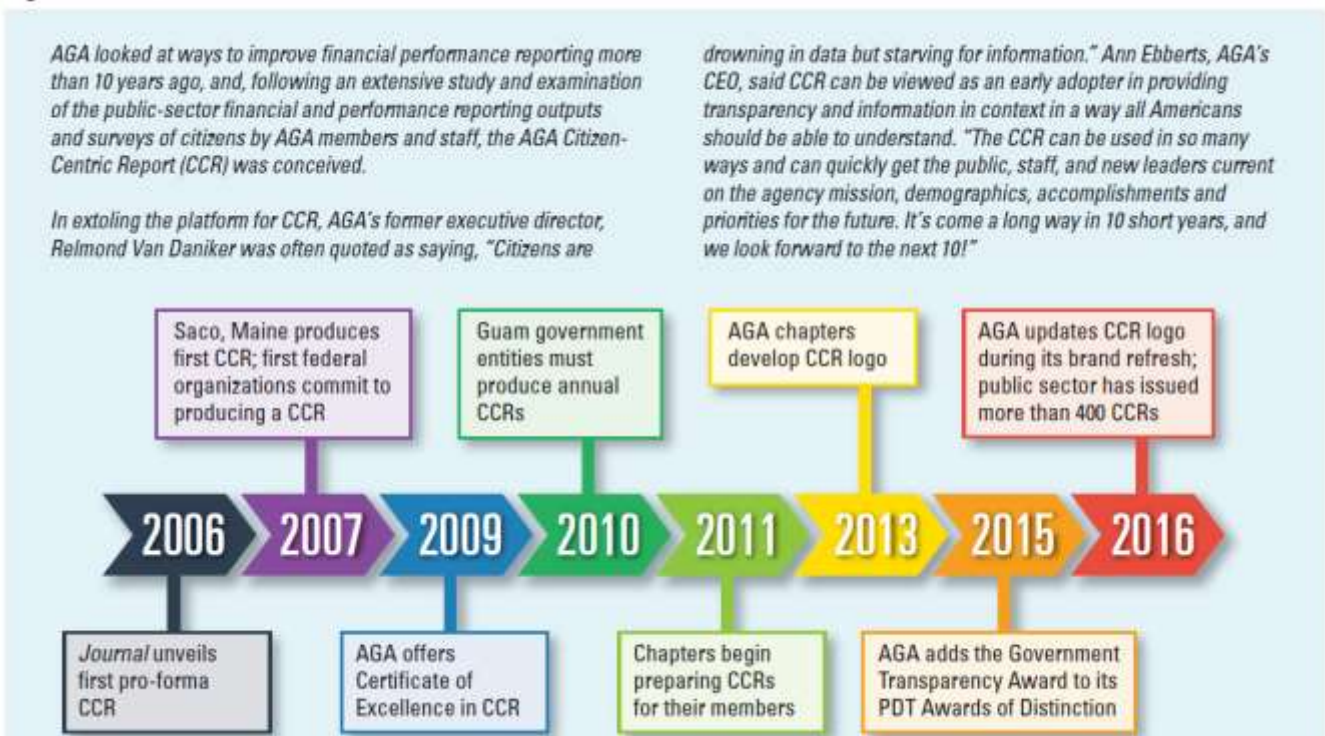 AGA looked at ways to improve financial performance reporting more
than 10 years ago, and, following an extensive study and examination
of the public-sector financial and performance reporting outputs
and surveys of citizens by AGA members and staff, the AGA Citizen-
Centric Report (CCR) was conceived.
In extoling the platform for CCR, AGA's former executive director,
Relmond Van Daniker was often quoted as saying, "Citizens are
drowning in data but starving for information." Ann Ebberts, AGA's
CEO, said CCR can be viewed as an early adopter in providing
transparency and information in context in a way all Americans
should be able to understand. "The CCR can be used in so many
ways and can quickly get the public, staff, and new leaders current
on the agency mission, demographics, accomplishments and
priorities for the future. It's come a long way in 10 short years, and
we look forward to the next 10!"
Saco, Maine produces
first CCR; first federal
organizations commit to
producing a CCR
Guam government
entities must
produce annual
CCRs
AGA chapters
develop CCR logo
AGA updates CCR logo
during its brand refresh;
public sector has issued
more than 400 CCRs
2006 2007 2009 2010 2011 2013 2015 2016
Journal unveils
first pro-forma
CCR
AGA offers
Certificate of
Excellence in CCR
Chapters begin
preparing CCRs
for their members
AGA adds the Government
Transparency Award to its
PDT Awards of Distinction